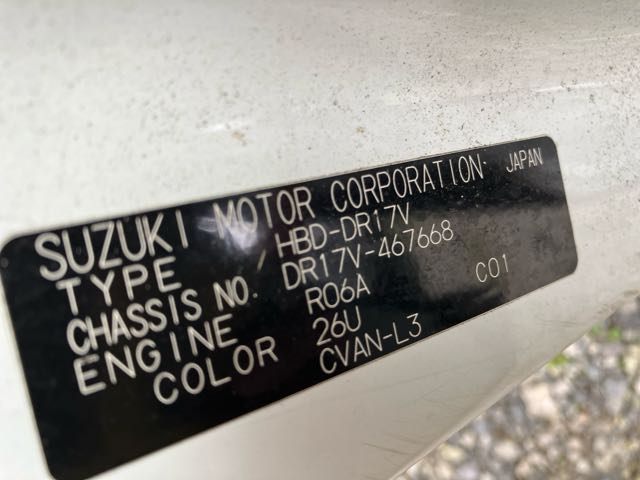 SUZUKI MOTOR CORPORATION JAPAN
TYPE / HBD-DR17V
CHASSIS NO. DR17V-467668
ENGINE R06A
COLOR 26U C01
CVAN-L3